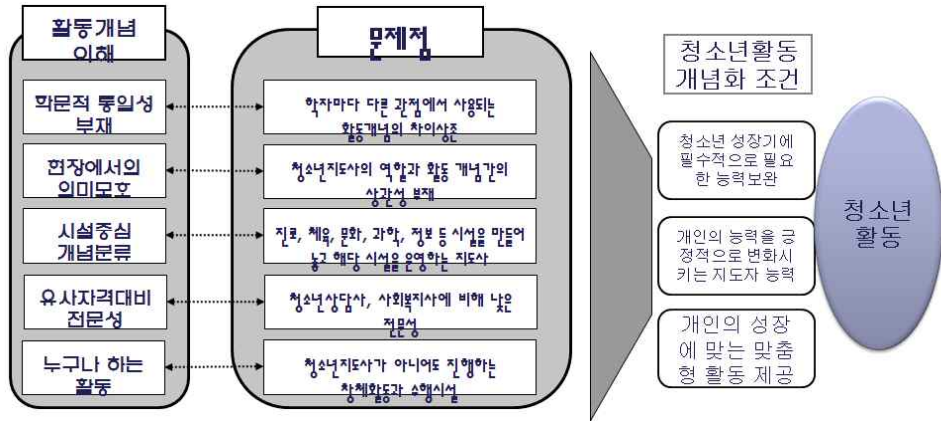 활동개념
이해
문제점
청소년활동
개념화 조건
학문적 통일성
부재
학자마다 다른 관점에서 사용되는
활동개념의 차이상존
현장에서의
의미모호
청소년지도사의 역할과 활동 개념간의
상관성 부재
시설중심
개념분류
진로, 체육, 문화, 과학, 정보 등 시설을 만들어
놓고 해당 시설을 운영하는 지도사
유사자격대비
전문성
청소년상담사, 사회복지사에 비해 낮은
전문성
누구나 하는
활동
청소년지도사가 아니어도 진행하는
창체활동과 수행시설
청소년 성장기에
필수적으로 필요
한 능력보완
개인의 능력을 긍
정적으로 변화시
키는 지도자 능력
개인의 성장
에 맞는 맞춤
형 활동 제공
청소년
활동